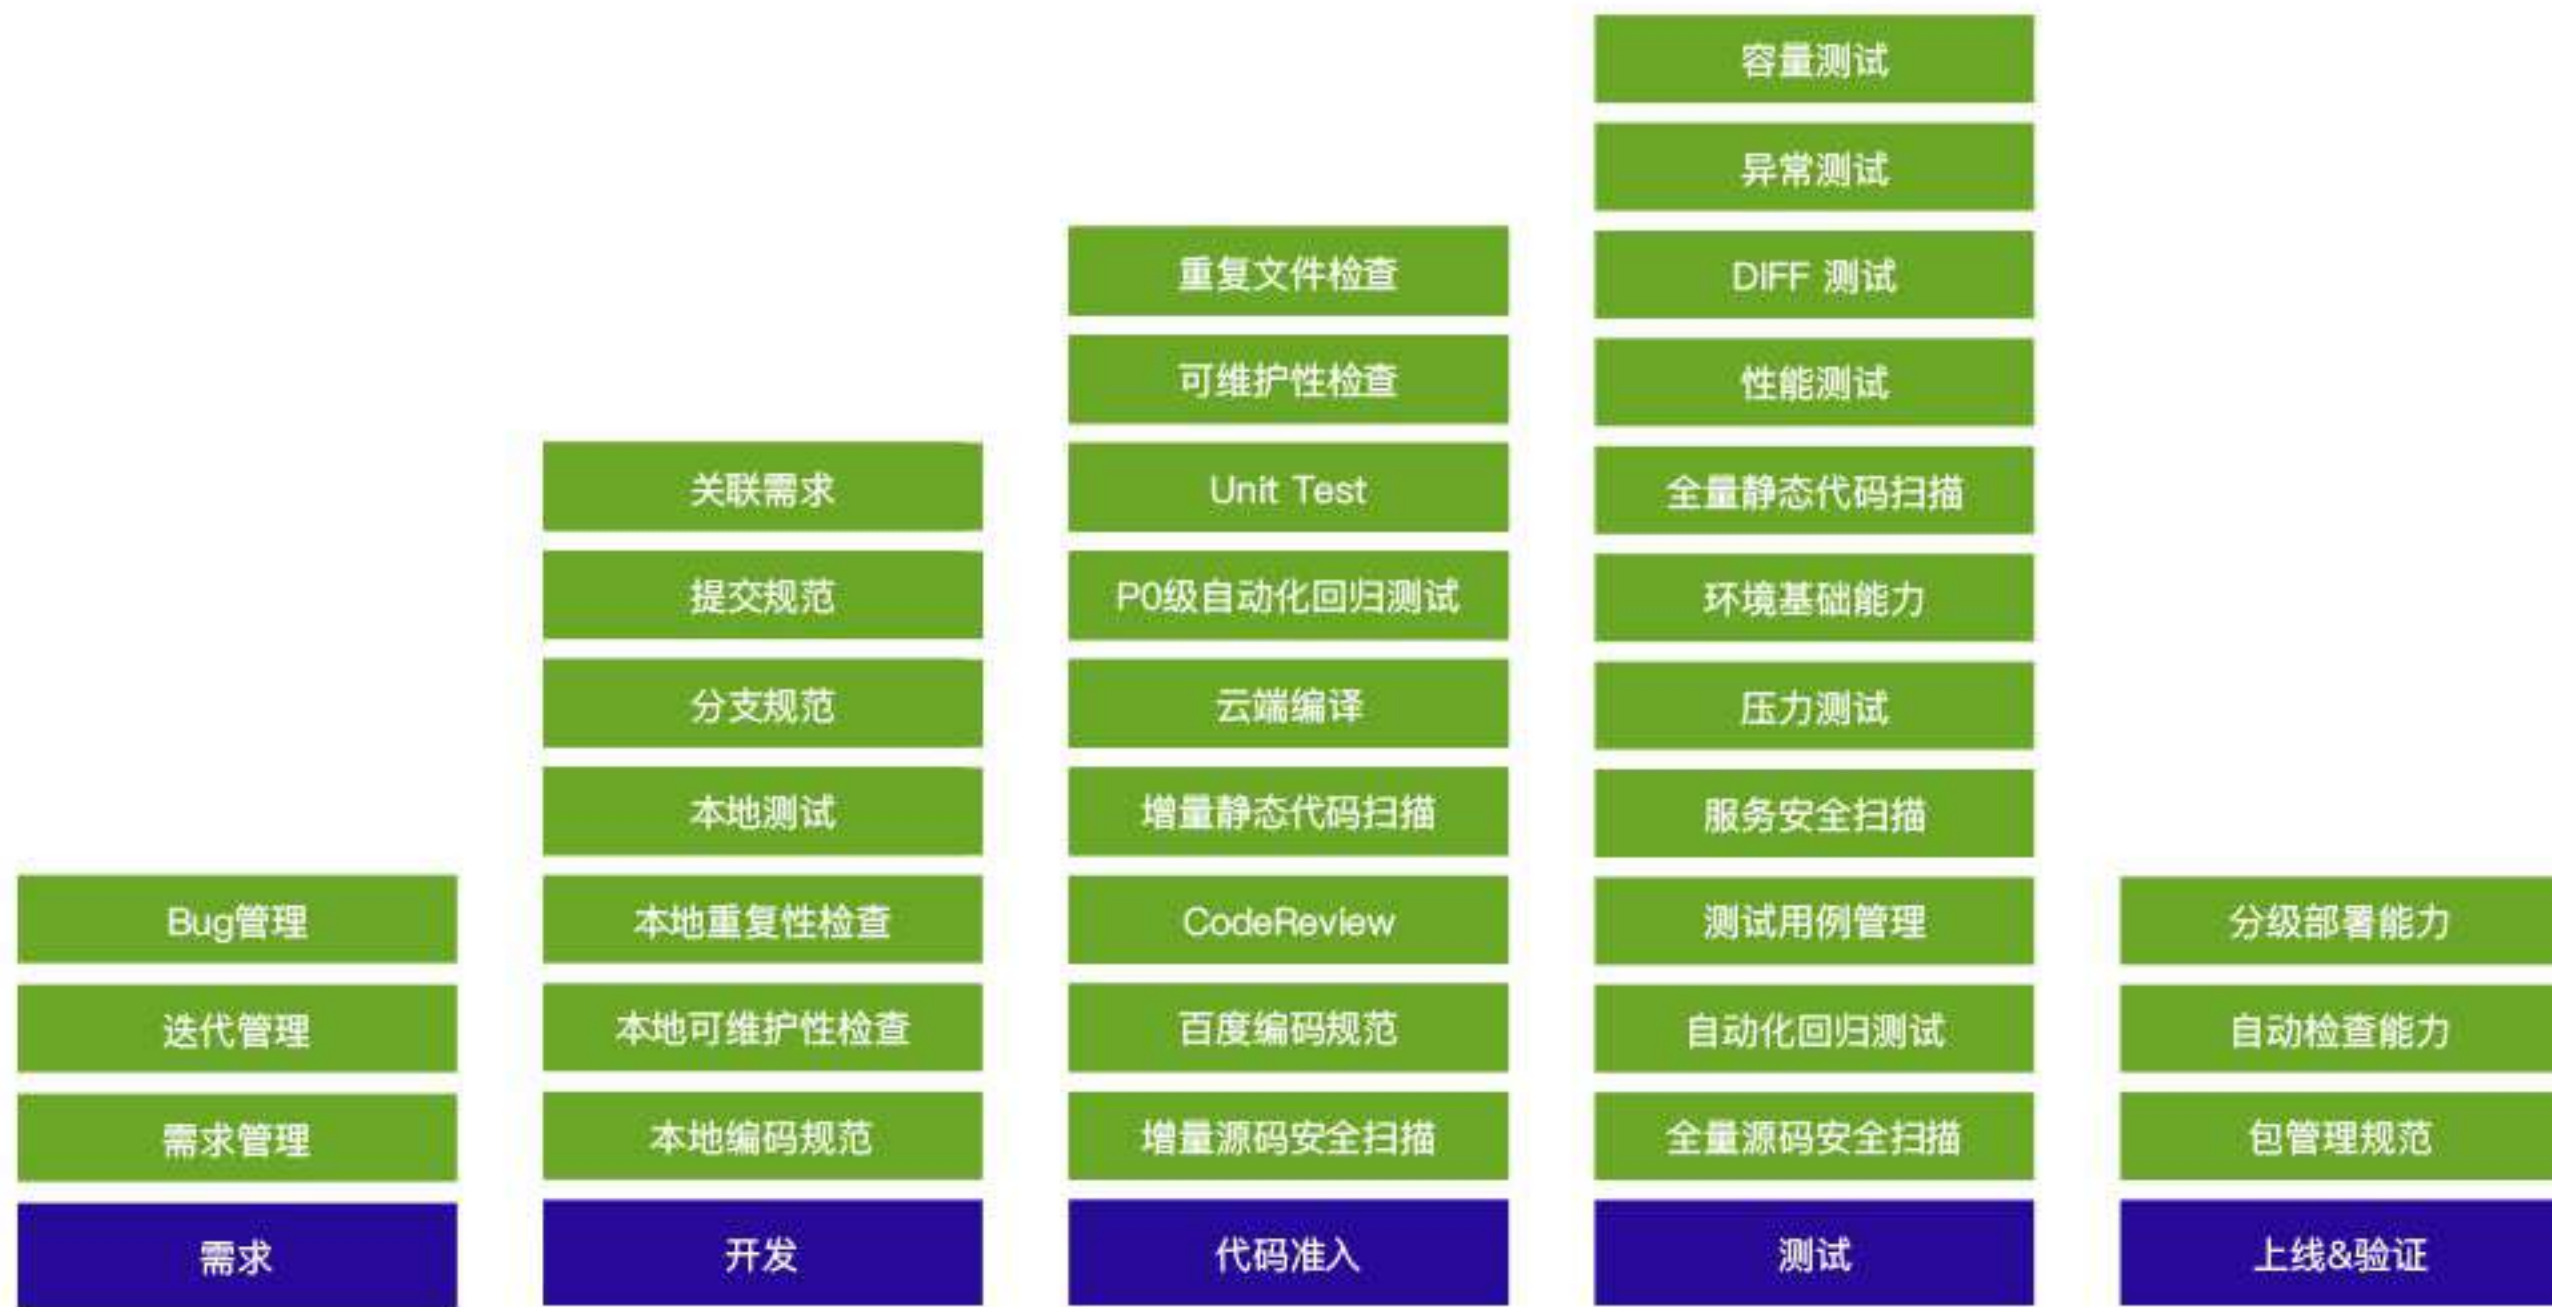 容量测试
异常测试
DIFF 测试
性能测试
全量静态代码扫描
环境基础能力
压力测试
服务安全扫描
测试用例管理
自动化回归测试
全量源码安全扫描
测试
重复文件检查
可维护性检查
Unit Test
P0级自动化回归测试
云端编译
增量静态代码扫描
CodeReview
百度编码规范
增量源码安全扫描
代码准入
关联需求
提交规范
分支规范
本地测试
本地重复性检查
本地可维护性检查
本地编码规范
开发
Bug管理
迭代管理
需求管理
需求
分级部署能力
自动检查能力
包管理规范
上线&验证